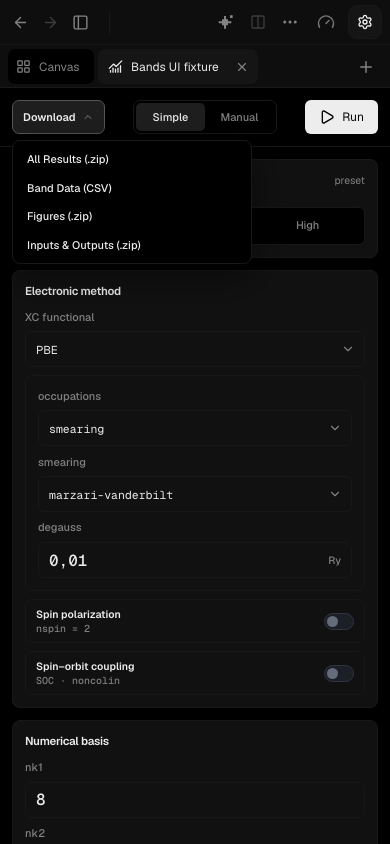 Canvas
Bands UI fixture
Download
Simple
Manual
Run
All Results (.zip)
Band Data (CSV)
Figures (.zip)
Inputs & Outputs (.zip)
preset
High
Electronic method
XC functional
PBE
occupations
smearing
smearing
marzari-vanderbilt
degauss
0,01
Ry
Spin polarization
nspin = 2
Spin–orbit coupling
SOC · noncolin
Numerical basis
nk1
8
nk2